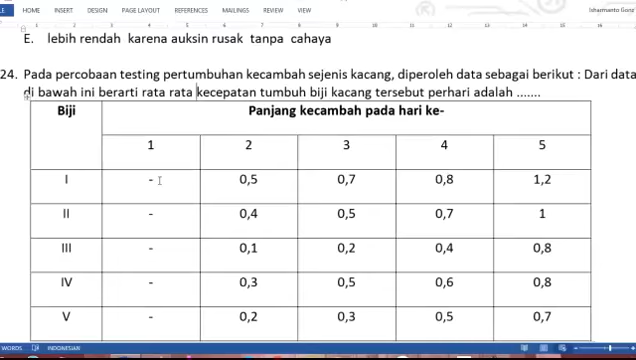 HOME INSERT DESIGN PAGE LAYOUT REFERENCES MAILINGS REVIEW VIEW
E. lebih rendah karena auksin rusak tanpa cahaya
24. Pada percobaan testing pertumbuhan kecambah sejenis kacang, diperoleh data sebagai berikut : Dari data
di bawah ini berarti rata rata kecepatan tumbuh biji kacang tersebut perhari adalah .......
Biji Panjang kecambah pada hari ke-
1 2 3 4 5
I - 0,5 0,7 0,8 1,2
II - 0,4 0,5 0,7 1
III - 0,1 0,2 0,4 0,8
IV - 0,3 0,5 0,6 0,8
V - 0,2 0,3 0,5 0,7
WORDS INDONESIAN